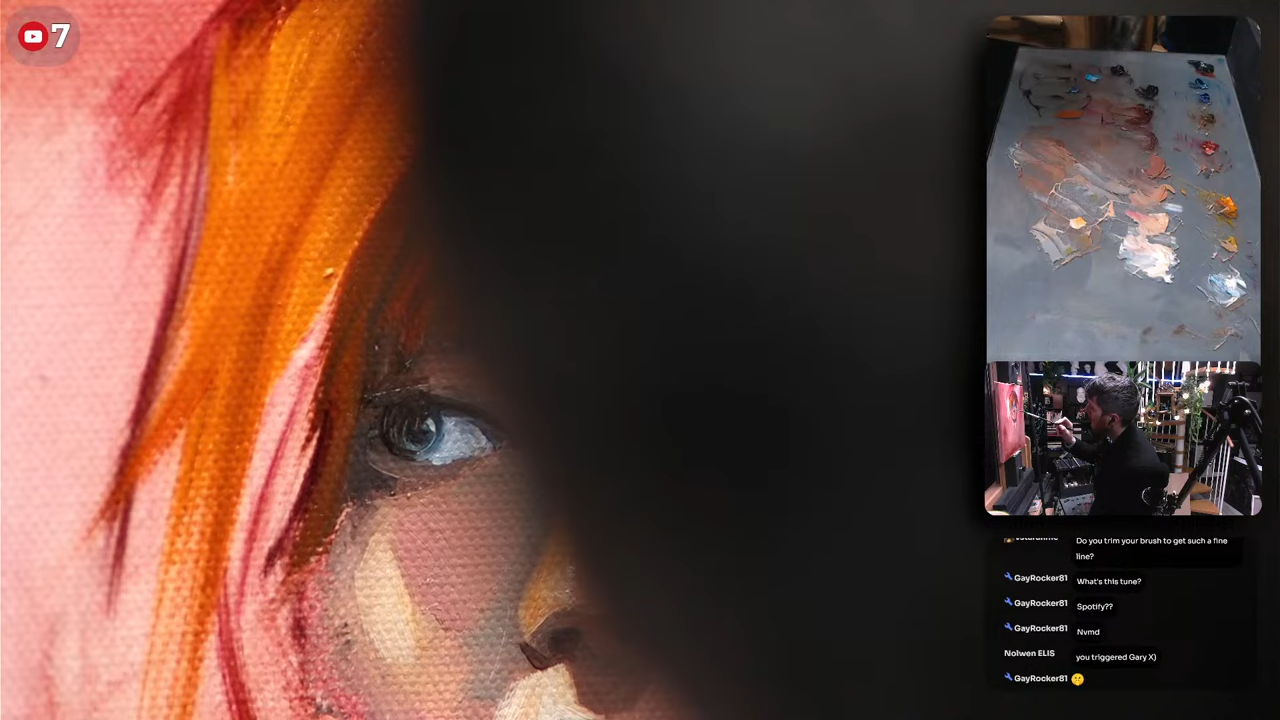 7
Do you trim your brush to get such a fine
line?
GayRocker81 What's this tune?
GayRocker81 Spotify??
GayRocker81 Nvmd
Nolwen ELIS you triggered Gary X)
GayRocker81 🤫